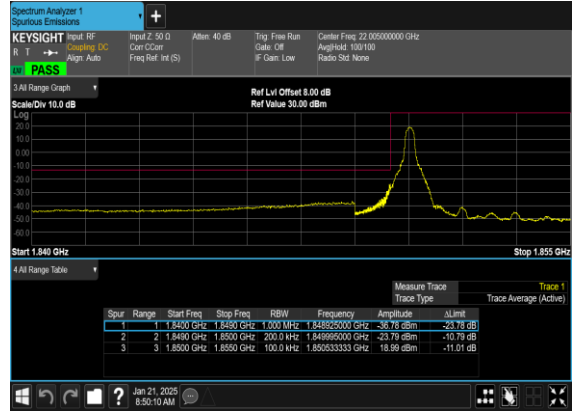 Spectrum Analyzer 1
Spurious Emissions
KEYSIGHT Input: RF Input Z: 50 Ω Atten: 40 dB Trig: Free Run Center Freq: 22.005000000 GHz
R T Coupling: DC Corr CCorr Gate: Off Avg|Hold: 100/100
Align: Auto Freq Ref: Int (S) IF Gain: Low Radio Std: None
PASS
3 All Range Graph Ref Lvl Offset 8.00 dB
Scale/Div 10.0 dB Ref Value 30.00 dBm
Log
20.0
10.0
0.00
-10.0
-20.0
-30.0
-40.0
-50.0
-60.0
Start 1.840 GHz Stop 1.855 GHz
4 All Range Table
Measure Trace Trace 1
Trace Type Trace Average (Active)
Spur Range Start Freq Stop Freq RBW Frequency Amplitude ΔLimit
1 1 1.8400 GHz 1.8490 GHz 1.000 MHz 1.848925000 GHz -36.78 dBm -23.78 dB
2 2 1.8490 GHz 1.8500 GHz 200.0 kHz 1.849995000 GHz -23.79 dBm -10.79 dB
3 3 1.8500 GHz 1.8550 GHz 100.0 kHz 1.850533333 GHz 18.99 dBm -11.01 dB
? Jan 21, 2025
8:50:10 AM